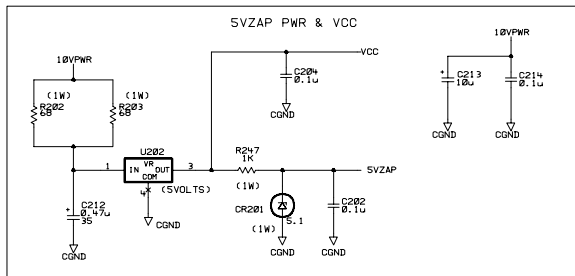 5VZAP PWR & VCC
10VPWR
(1W)
R202
68
(1W)
R203
68
VCC
C204
0.1u
CGND
10VPWR
C213
10u
C214
0.1u
CGND
CGND
U202
1
IN
VR
OUT
COM
3
4
(5VOLTS)
CGND
R247
1K
(1W)
5VZAP
C212
0.47u
35
CGND
CR201
5.1
(1W)
CGND
C202
0.1u
CGND